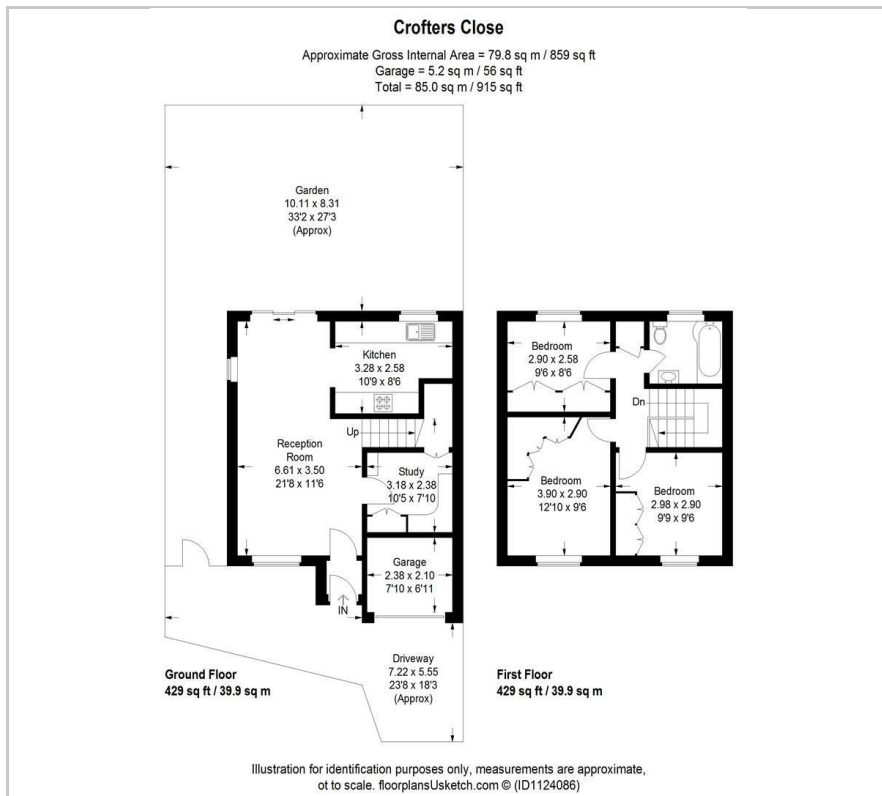 Crofters Close
Approximate Gross Internal Area = 79.8 sq m / 859 sq ft
Garage = 5.2 sq m / 56 sq ft
Total = 85.0 sq m / 915 sq ft
Garden
10.11 x 8.31
33'2 x 27'3
(Approx)
Kitchen
3.28 x 2.58
10'9 x 8'6
Up
Reception
Room
6.61 x 3.50
21'8 x 11'6
Study
3.18 x 2.38
10'5 x 7'10
Garage
2.38 x 2.10
7'10 x 6'11
IN
Driveway
7.22 x 5.55
23'8 x 18'3
(Approx)
Ground Floor
429 sq ft / 39.9 sq m
Bedroom
2.90 x 2.58
9'6 x 8'6
Dn
Bedroom
3.90 x 2.90
12'10 x 9'6
Bedroom
2.98 x 2.90
9'9 x 9'6
First Floor
429 sq ft / 39.9 sq m
Illustration for identification purposes only, measurements are approximate,
ot to scale. floorplansUsketch.com © (ID1124086)